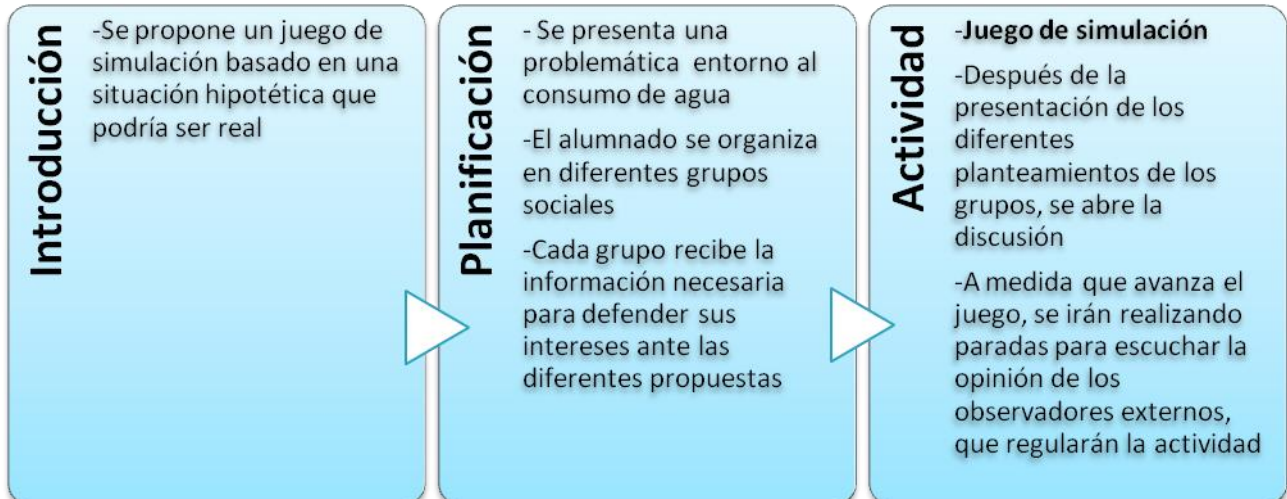 Introducción
-Se propone un juego de
simulación basado en una
situación hipotética que
podría ser real
Planificación
- Se presenta una
problemática entorno al
consumo de agua
-El alumnado se organiza
en diferentes grupos
sociales
-Cada grupo recibe la
información necesaria
para defender sus
intereses ante las
diferentes propuestas
Actividad
-Juego de simulación
-Después de la
presentación de los
diferentes
planteamientos de los
grupos, se abre la
discusión
-A medida que avanza el
juego, se irán realizando
paradas para escuchar la
opinión de los
observadores externos,
que regularán la actividad